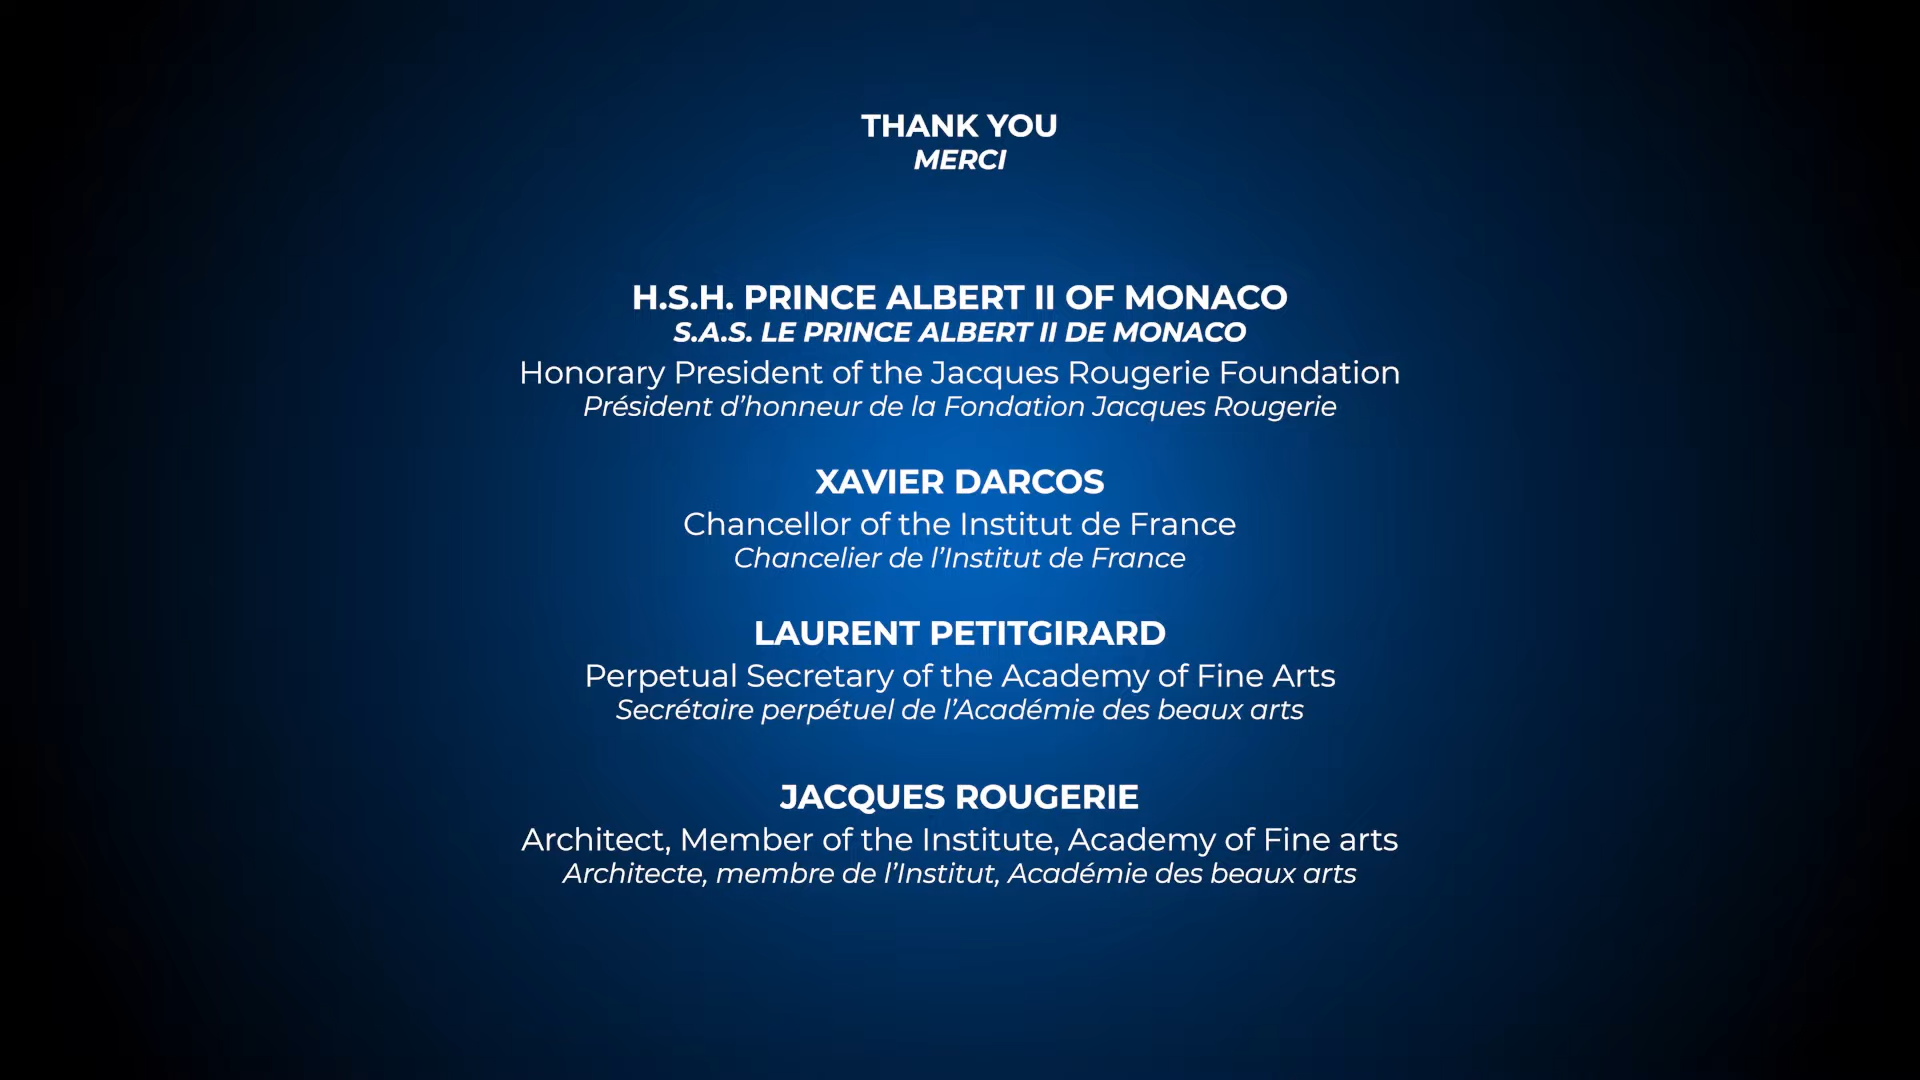 THANK YOU
MERCI
H.S.H. PRINCE ALBERT II OF MONACO
S.A.S. LE PRINCE ALBERT II DE MONACO
Honorary President of the Jacques Rougerie Foundation
Président d’honneur de la Fondation Jacques Rougerie
XAVIER DARCOS
Chancellor of the Institut de France
Chancelier de l’Institut de France
LAURENT PETITGIRARD
Perpetual Secretary of the Academy of Fine Arts
Secrétaire perpétuel de l’Académie des beaux arts
JACQUES ROUGERIE
Architect, Member of the Institute, Academy of Fine arts
Architecte, membre de l’Institut, Académie des beaux arts